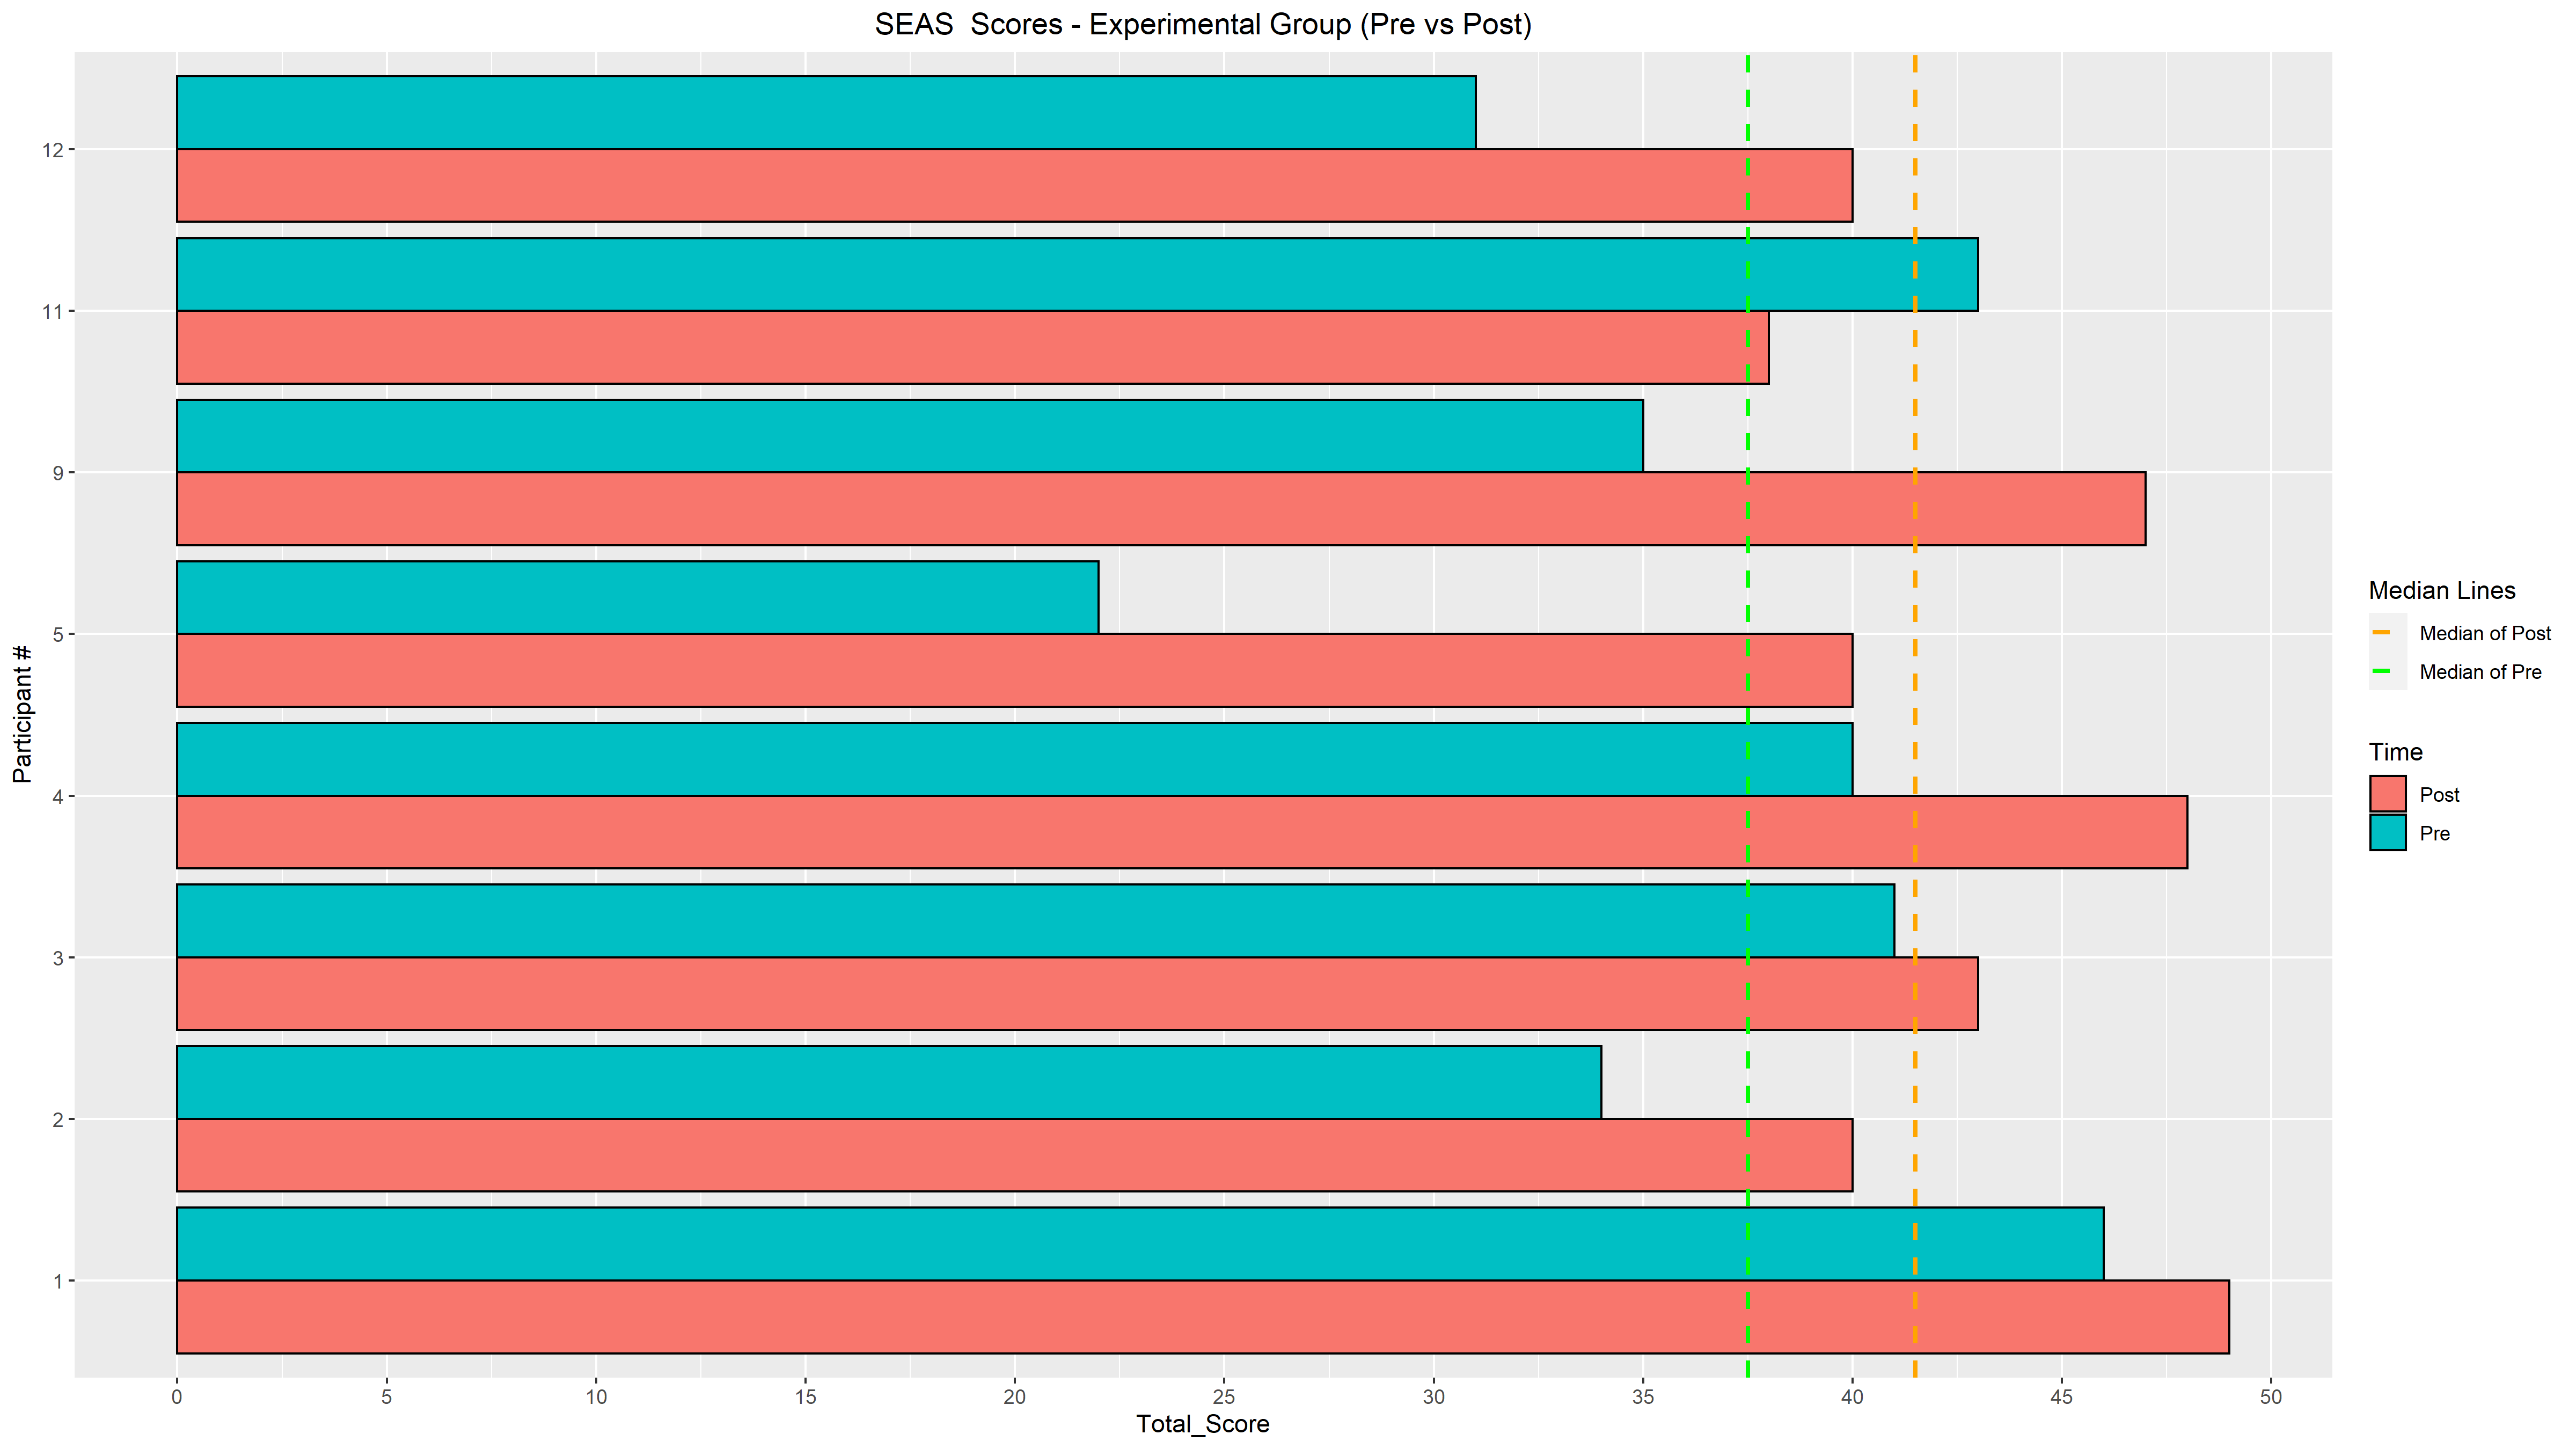 SEAS  Scores - Experimental Group (Pre vs Post)
Participant #
12
11
9
5
4
3
2
1
0 5 10 15 20 25 30 35 40 45 50
Total_Score
Median Lines
Median of Post
Median of Pre
Time
Post
Pre